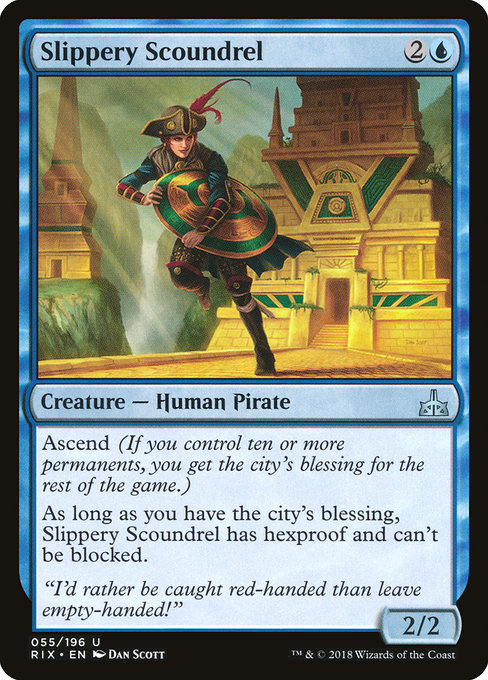 Slippery Scoundrel 2
Creature — Human Pirate
Ascend (If you control ten or more
permanents, you get the city's blessing for the
rest of the game.)
As long as you have the city's blessing,
Slippery Scoundrel has hexproof and can't
be blocked.
"I'd rather be caught red-handed than leave
empty-handed!"
2/2
055/196 U
RIX • EN Dan Scott
™ & © 2018 Wizards of the Coast